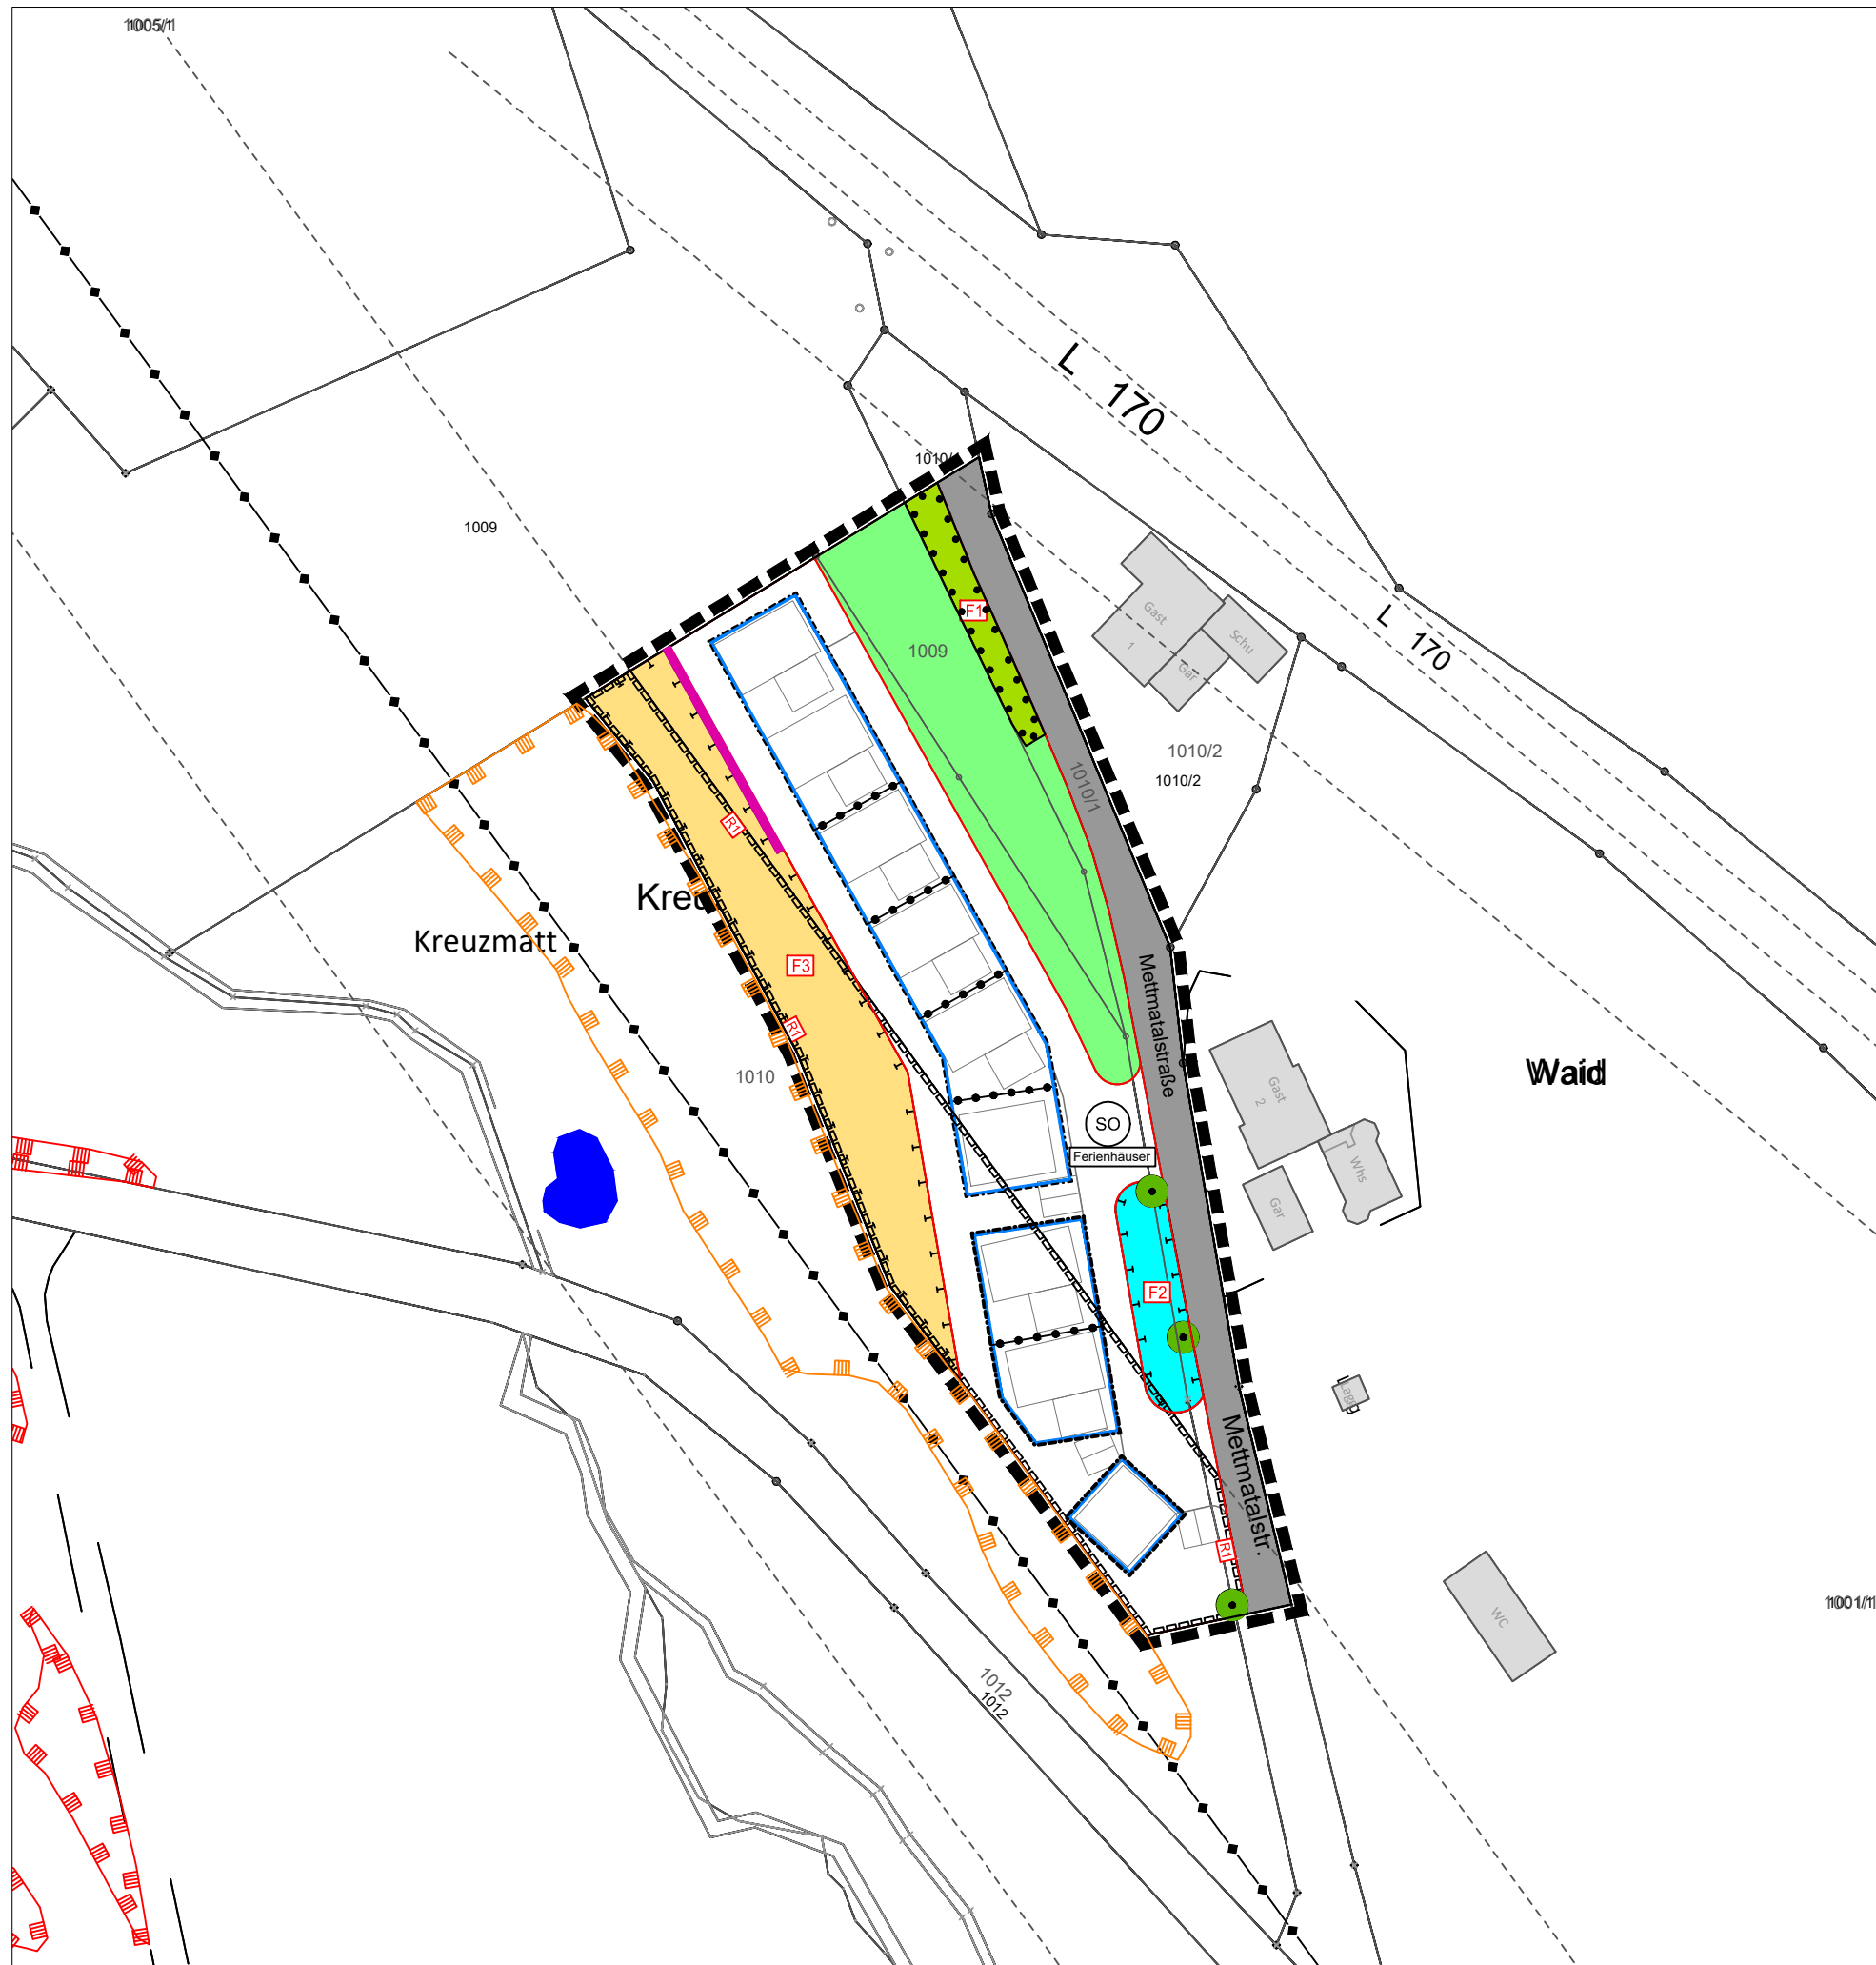 1005/1
L 170
1010/
1009
F1
Gast
1
Schu
Gar
L 170
1009
1010/2
1010/1
1010/2
R1
Kreu
Kreuzmatt
F3
Mettmatalstraße
R1
1010
Waid
Gast
2
SO
Ferienhäuser
Whs
Gar
F2
Mettmatalstr.
R1
WC
1001/1
1012
1012